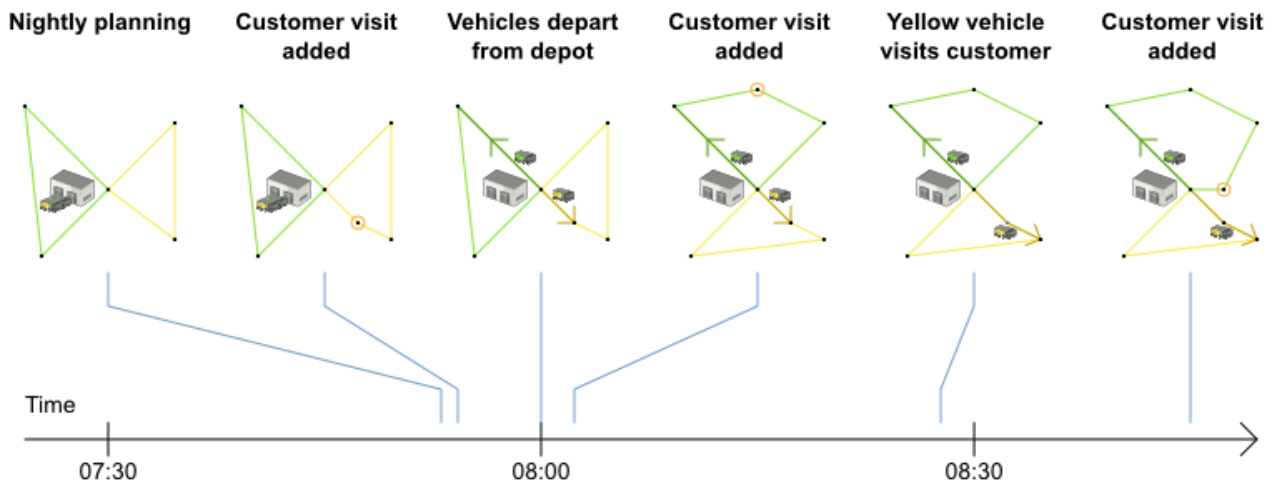 Nightly planning
Customer visit
added
Vehicles depart
from depot
Customer visit
added
Yellow vehicle
visits customer
Customer visit
added
Time
07:30
08:00
08:30